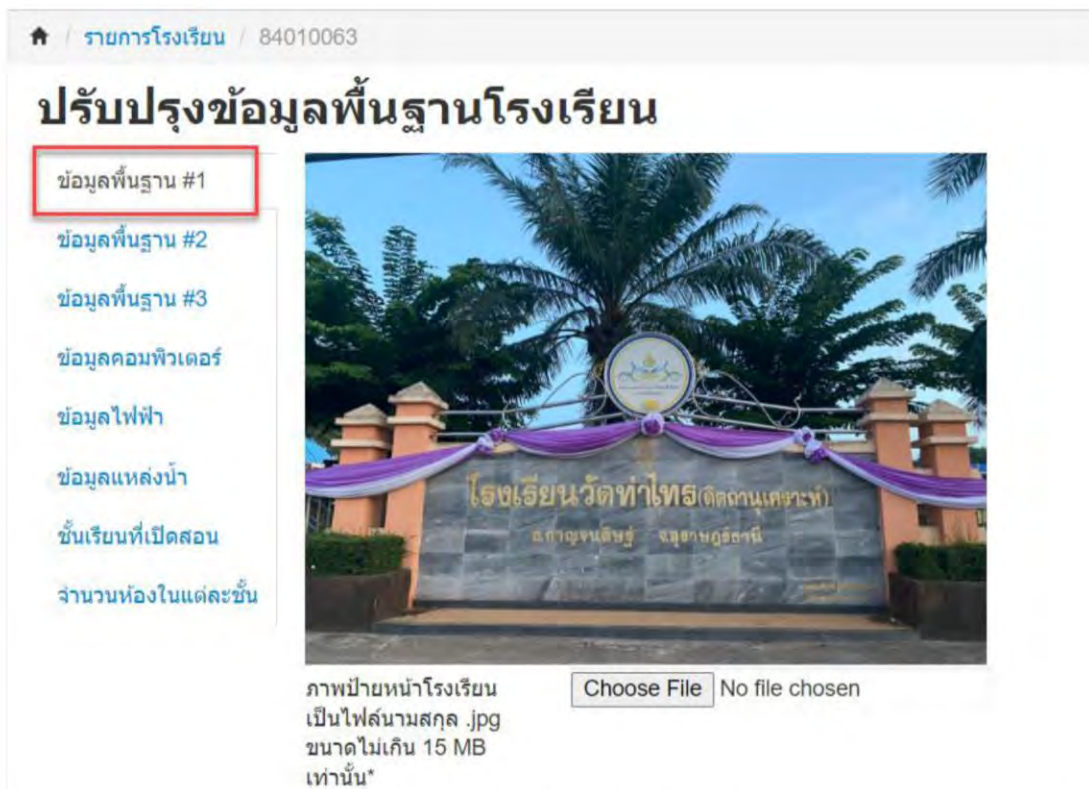 รายการโรงเรียน / 84010063
ปรับปรุงข้อมูลพื้นฐานโรงเรียน
ข้อมูลพื้นฐาน #1
ข้อมูลพื้นฐาน #2
ข้อมูลพื้นฐาน #3
ข้อมูลคอมพิวเตอร์
ข้อมูลไฟฟ้า
ข้อมูลแหล่งน้ำ
ชั้นเรียนที่เปิดสอน
จำนวนห้องในแต่ละชั้น
โรงเรียนวัดท่าไทร(ดิตถานุเคราะห์)
อ.กาญจนดิษฐ์ จ.สุราษฎร์ธานี
ภาพป้ายหน้าโรงเรียน
เป็นไฟล์นามสกุล .jpg
ขนาดไม่เกิน 15 MB
เท่านั้น*
Choose File No file chosen